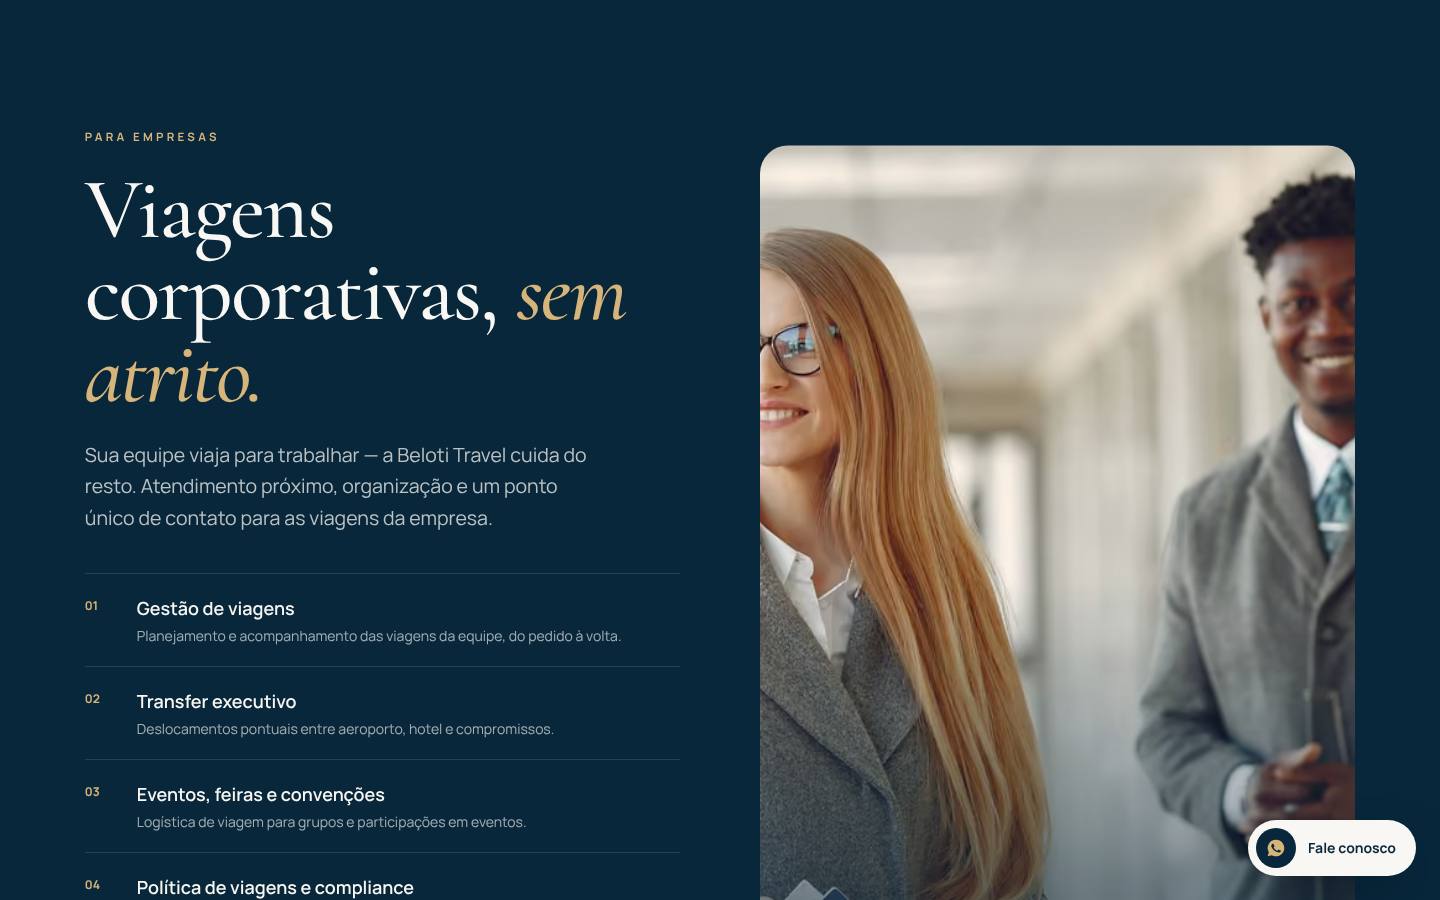 PARA EMPRESAS
Viagens
corporativas, sem
atrito.
Sua equipe viaja para trabalhar — a Beloti Travel cuida do
resto. Atendimento próximo, organização e um ponto
único de contato para as viagens da empresa.
01 Gestão de viagens
Planejamento e acompanhamento das viagens da equipe, do pedido à volta.
02 Transfer executivo
Deslocamentos pontuais entre aeroporto, hotel e compromissos.
03 Eventos, feiras e convenções
Logística de viagem para grupos e participações em eventos.
04 Política de viagens e compliance
Fale conosco